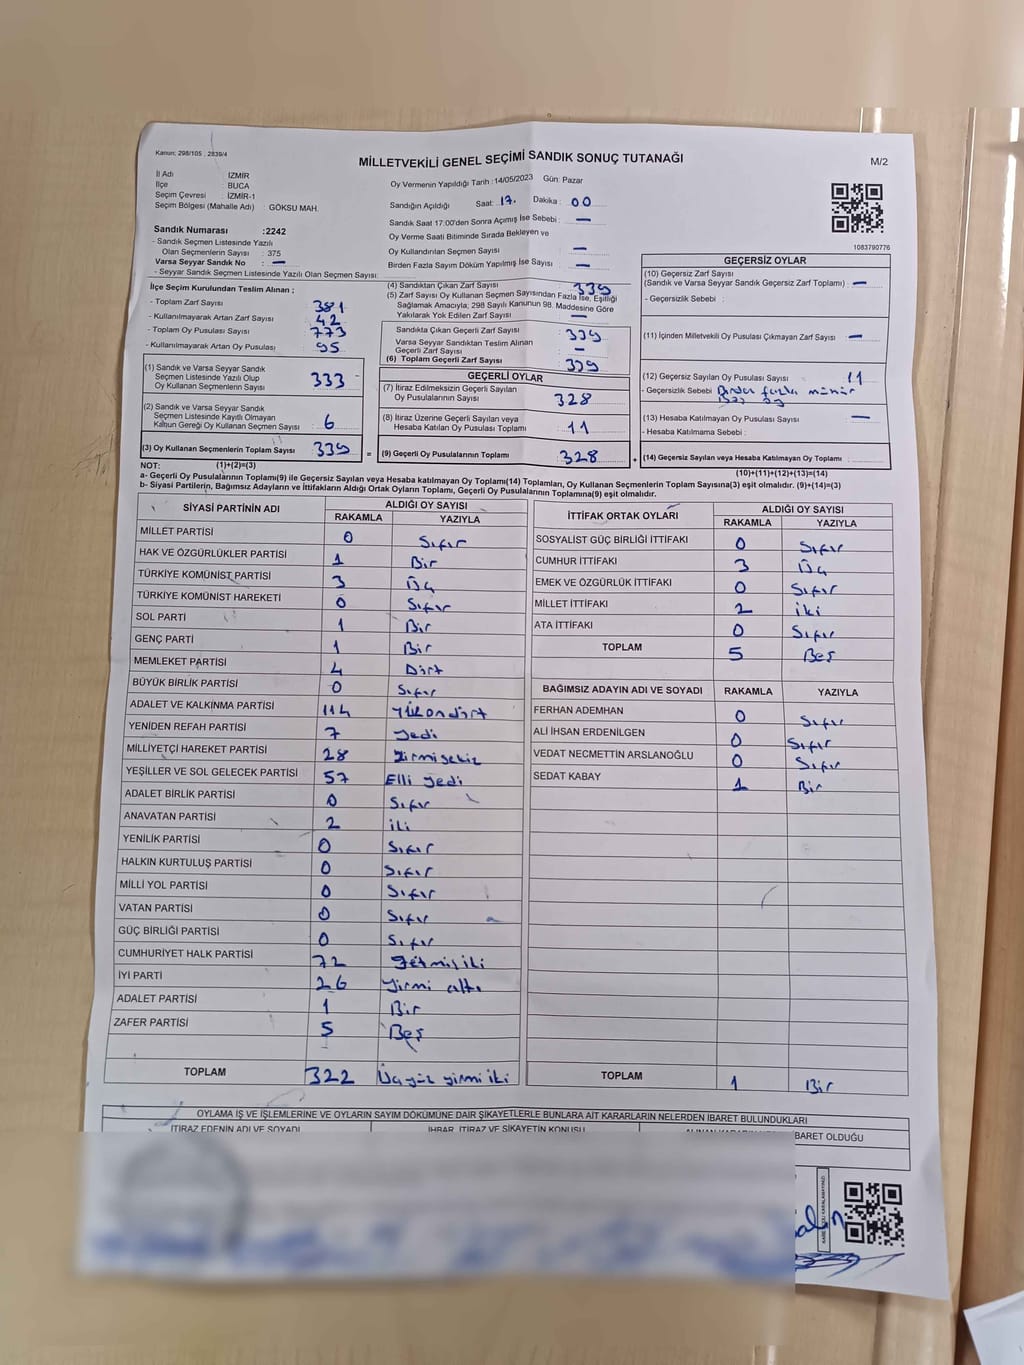 Kanun: 298/105 , 2839/4
MİLLETVEKİLİ GENEL SEÇİMİ SANDIK SONUÇ TUTANAĞI
M/2
İl Adı İZMİR
İlçe BUCA
Seçim Çevresi İZMİR-1
Seçim Bölgesi (Mahalle Adı) : GÖKSU MAH.
Sandık Numarası :2242
- Sandık Seçmen Listesinde Yazılı
Olan Seçmenlerin Sayısı : 375
Varsa Seyyar Sandık No : —
- Seyyar Sandık Seçmen Listesinde Yazılı Olan Seçmen Sayısı:
Oy Vermenin Yapıldığı Tarih :14/05/2023 Gün: Pazar
Sandığın Açıldığı Saat: 17. Dakika : 00
Sandık Saat 17:00'den Sonra Açımış İse Sebebi : —
Oy Verme Saati Bitiminde Sırada Bekleyen ve
Oy Kullandırılan Seçmen Sayısı : —
Birden Fazla Sayım Döküm Yapılmış İse Sayısı : —
1083790776
İlçe Seçim Kurulundan Teslim Alınan ;
- Toplam Zarf Sayısı : 381
- Kullanılmayarak Artan Zarf Sayısı : 42
- Toplam Oy Pusulası Sayısı : 773
- Kullanılmayarak Artan Oy Pusulası : 95
(1) Sandık ve Varsa Seyyar Sandık
Seçmen Listesinde Yazılı Olup
Oy Kullanan Seçmenlerin Sayısı : 333
(2) Sandık ve Varsa Seyyar Sandık
Seçmen Listesinde Kayıtlı Olmayan
Kanun Gereği Oy Kullanan Seçmen Sayısı : 6
(3) Oy Kullanan Seçmenlerin Toplam Sayısı : 339
(4) Sandıktan Çıkan Zarf Sayısı : 339
(5) Zarf Sayısı Oy Kullanan Seçmen Sayısından Fazla İse, Eşitliği
Sağlamak Amacıyla, 298 Sayılı Kanunun 98. Maddesine Göre
Yakılarak Yok Edilen Zarf Sayısı : —
Sandıkta Çıkan Geçerli Zarf Sayısı : 339
Varsa Seyyar Sandıktan Teslim Alınan
Geçerli Zarf Sayısı : —
(6) Toplam Geçerli Zarf Sayısı : 339
GEÇERLİ OYLAR
(7) İtiraz Edilmeksizin Geçerli Sayılan
Oy Pusulalarının Sayısı : 328
(8) İtiraz Üzerine Geçerli Sayılan veya
Hesaba Katılan Oy Pusulası Toplamı : 11
= (9) Geçerli Oy Pusulalarının Toplamı : 328
GEÇERSİZ OYLAR
(10) Geçersiz Zarf Sayısı
(Sandık ve Varsa Seyyar Sandık Geçersiz Zarf Toplamı) : —
- Geçersizlik Sebebi :
(11) İçinden Milletvekili Oy Pusulası Çıkmayan Zarf Sayısı : —
(12) Geçersiz Sayılan Oy Pusulası Sayısı : 11
- Geçersizlik Sebebi : fazla mühür
(13) Hesaba Katılmayan Oy Pusulası Sayısı : —
- Hesaba Katılmama Sebebi :
+ (14) Geçersiz Sayılan veya Hesaba Katılmayan Oy Toplamı :
NOT: (1)+(2)=(3)
(10)+(11)+(12)+(13)=(14)
a- Geçerli Oy Pusulalarının Toplamı(9) ile Geçersiz Sayılan veya Hesaba katılmayan Oy Toplamı(14) Toplamları, Oy Kullanan Seçmenlerin Toplam Sayısına(3) eşit olmalıdır. (9)+(14)=(3)
b- Siyasi Partilerin, Bağımsız Adayların ve İttifakların Aldığı Ortak Oyların Toplamı, Geçerli Oy Pusulalarının Toplamına(9) eşit olmalıdır.
SİYASİ PARTİNİN ADI ALDIĞI OY SAYISI
RAKAMLA YAZIYLA
MİLLET PARTİSİ 0 Sıfır
HAK VE ÖZGÜRLÜKLER PARTİSİ 1 Bir
TÜRKİYE KOMÜNİST PARTİSİ 3 Üç
TÜRKİYE KOMÜNİST HAREKETİ 0 Sıfır
SOL PARTİ 1 Bir
GENÇ PARTİ 1 Bir
MEMLEKET PARTİSİ 4 Dört
BÜYÜK BİRLİK PARTİSİ 0 Sıfır
ADALET VE KALKINMA PARTİSİ 114 Yüzondört
YENİDEN REFAH PARTİSİ 7 Yedi
MİLLİYETÇİ HAREKET PARTİSİ 28 Yirmisekiz
YEŞİLLER VE SOL GELECEK PARTİSİ 57 Elli yedi
ADALET BİRLİK PARTİSİ 0 Sıfır
ANAVATAN PARTİSİ 2 iki
YENİLİK PARTİSİ 0 Sıfır
HALKIN KURTULUŞ PARTİSİ 0 Sıfır
MİLLİ YOL PARTİSİ 0 Sıfır
VATAN PARTİSİ 0 Sıfır
GÜÇ BİRLİĞİ PARTİSİ 0 Sıfır
CUMHURİYET HALK PARTİSİ 72 Yetmişiki
İYİ PARTİ 26 Yirmi altı
ADALET PARTİSİ 1 Bir
ZAFER PARTİSİ 5 Beş
TOPLAM 322 Üçyüz yirmi iki
İTTİFAK ORTAK OYLARI ALDIĞI OY SAYISI
RAKAMLA YAZIYLA
SOSYALİST GÜÇ BİRLİĞİ İTTİFAKI 0 Sıfır
CUMHUR İTTİFAKI 3 Üç
EMEK VE ÖZGÜRLÜK İTTİFAKI 0 Sıfır
MİLLET İTTİFAKI 2 iki
ATA İTTİFAKI 0 Sıfır
TOPLAM 5 Beş
BAĞIMSIZ ADAYIN ADI VE SOYADI RAKAMLA YAZIYLA
FERHAN ADEMHAN 0 Sıfır
ALİ İHSAN ERDENİLGEN 0 Sıfır
VEDAT NECMETTİN ARSLANOĞLU 0 Sıfır
SEDAT KABAY 1 Bir
TOPLAM 1 Bir
OYLAMA İŞ VE İŞLEMLERİNE VE OYLARIN SAYIM DÖKÜMÜNE DAİR ŞİKAYETLERLE BUNLARA AİT KARARLARIN NELERDEN İBARET BULUNDUKLARI
İTİRAZ EDENİN ADI VE SOYADI İHBAR, İTİRAZ VE ŞİKAYETİN KONUSU BARET OLDUĞU